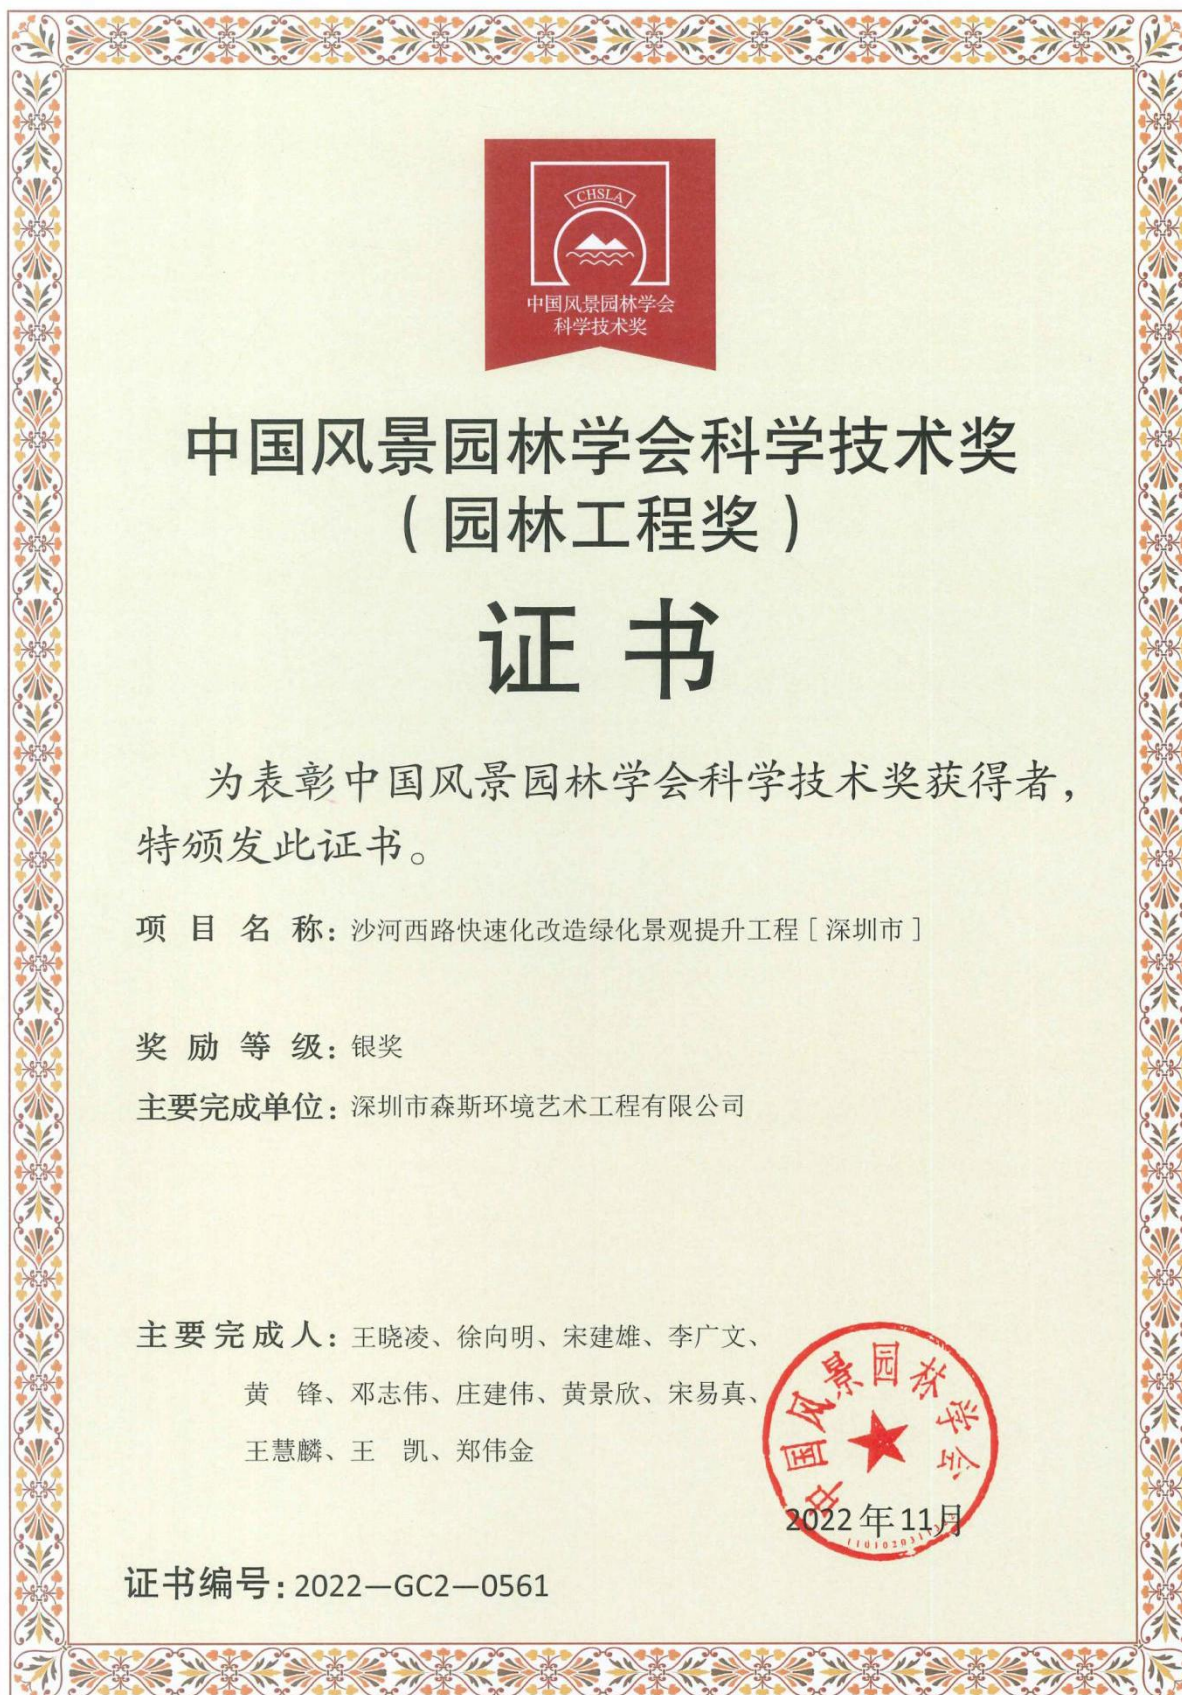 CHSLA
中国风景园林学会
科学技术奖
中国风景园林学会科学技术奖
（园林工程奖）
证书
为表彰中国风景园林学会科学技术奖获得者，
特颁发此证书。
项目名称：沙河西路快速化改造绿化景观提升工程［深圳市］
奖励等级：银奖
主要完成单位：深圳市森斯环境艺术工程有限公司
主要完成人：王晓凌、徐向明、宋建雄、李广文、
黄 锋、邓志伟、庄建伟、黄景欣、宋易真、
王慧麟、王 凯、郑伟金
中国风景园林学会
2022年11月
证书编号：2022—GC2—0561